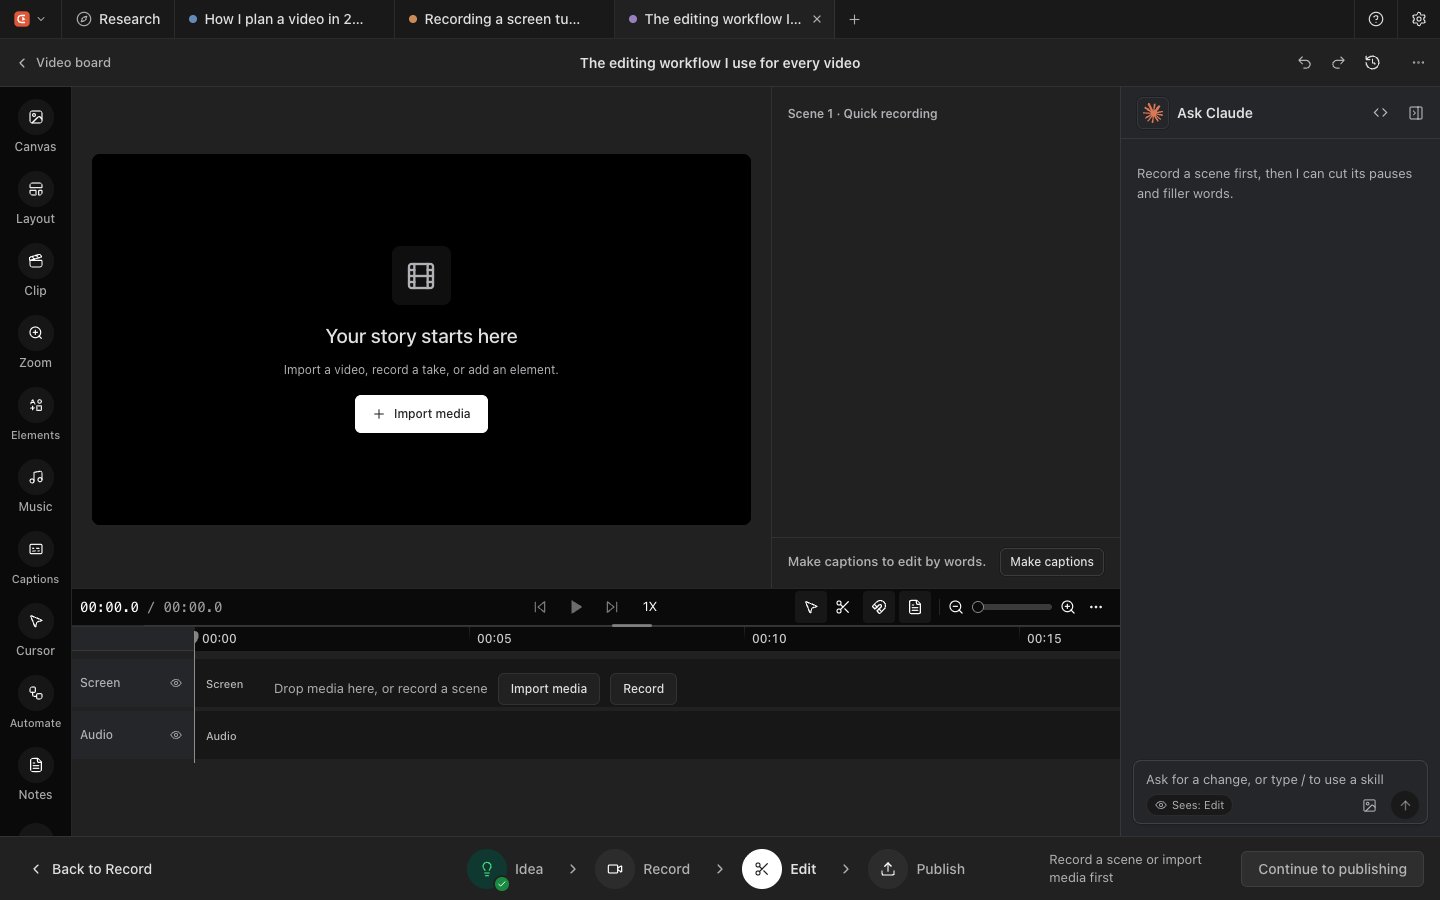 Research
How I plan a video in 2...
Recording a screen tu...
The editing workflow I...
Video board
The editing workflow I use for every video
Canvas
Layout
Clip
Zoom
Elements
Music
Captions
Cursor
Automate
Notes
Your story starts here
Import a video, record a take, or add an element.
Import media
Scene 1 · Quick recording
Make captions to edit by words.
Make captions
Ask Claude
Record a scene first, then I can cut its pauses
and filler words.
00:00.0 / 00:00.0
1X
00:00
00:05
00:10
00:15
Screen
Screen
Drop media here, or record a scene
Import media
Record
Audio
Audio
Ask for a change, or type / to use a skill
Sees: Edit
Back to Record
Idea
Record
Edit
Publish
Record a scene or import
media first
Continue to publishing